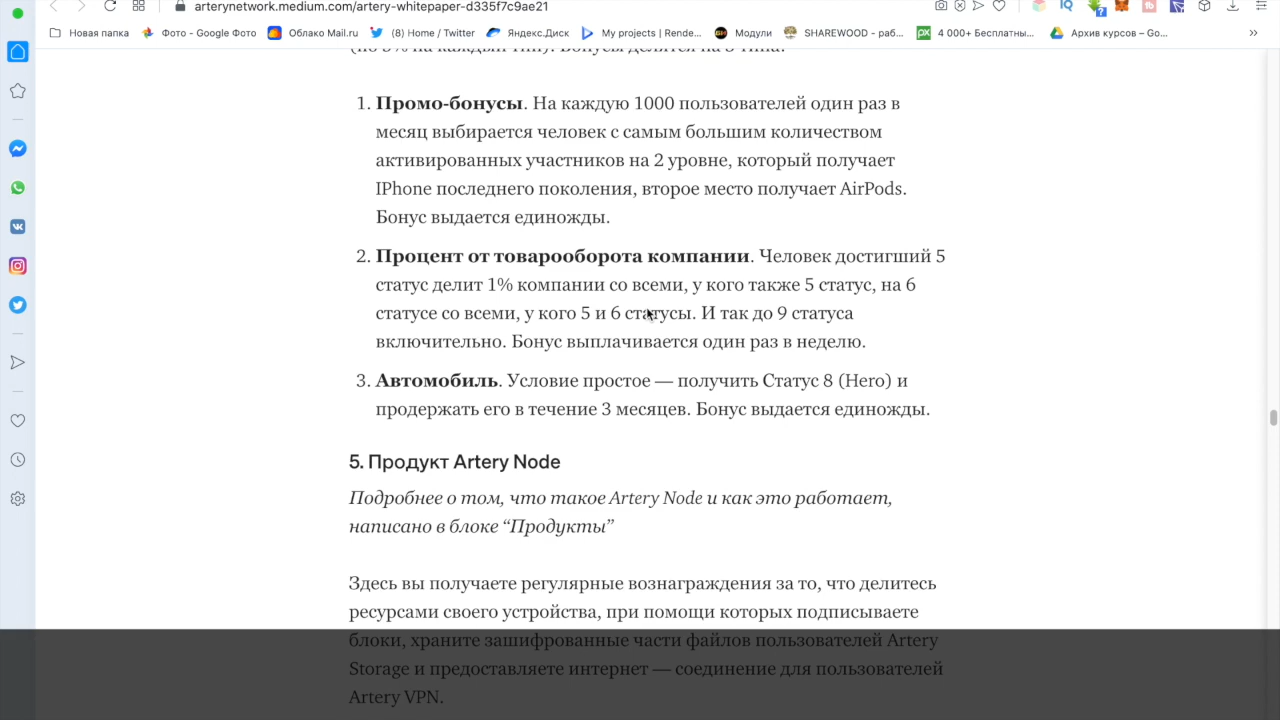 arterynetwork.medium.com/artery-whitepaper-d335f7c9ae21
Новая папка
Фото - Google Фото
Облако Mail.ru
(8) Home / Twitter
Яндекс.Диск
My projects | Rende...
Модули
SHAREWOOD - раб...
4 000+ Бесплатны...
Архив курсов – Go...
1. Промо-бонусы. На каждую 1000 пользователей один раз в
месяц выбирается человек с самым большим количеством
активированных участников на 2 уровне, который получает
IPhone последнего поколения, второе место получает AirPods.
Бонус выдается единожды.
2. Процент от товарооборота компании. Человек достигший 5
статус делит 1% компании со всеми, у кого также 5 статус, на 6
статусе со всеми, у кого 5 и 6 статусы. И так до 9 статуса
включительно. Бонус выплачивается один раз в неделю.
3. Автомобиль. Условие простое — получить Статус 8 (Hero) и
продержать его в течение 3 месяцев. Бонус выдается единожды.
5. Продукт Artery Node
Подробнее о том, что такое Artery Node и как это работает,
написано в блоке “Продукты”
Здесь вы получаете регулярные вознаграждения за то, что делитесь
ресурсами своего устройства, при помощи которых подписываете
блоки, храните зашифрованные части файлов пользователей Artery
Storage и предоставляете интернет — соединение для пользователей
Artery VPN.